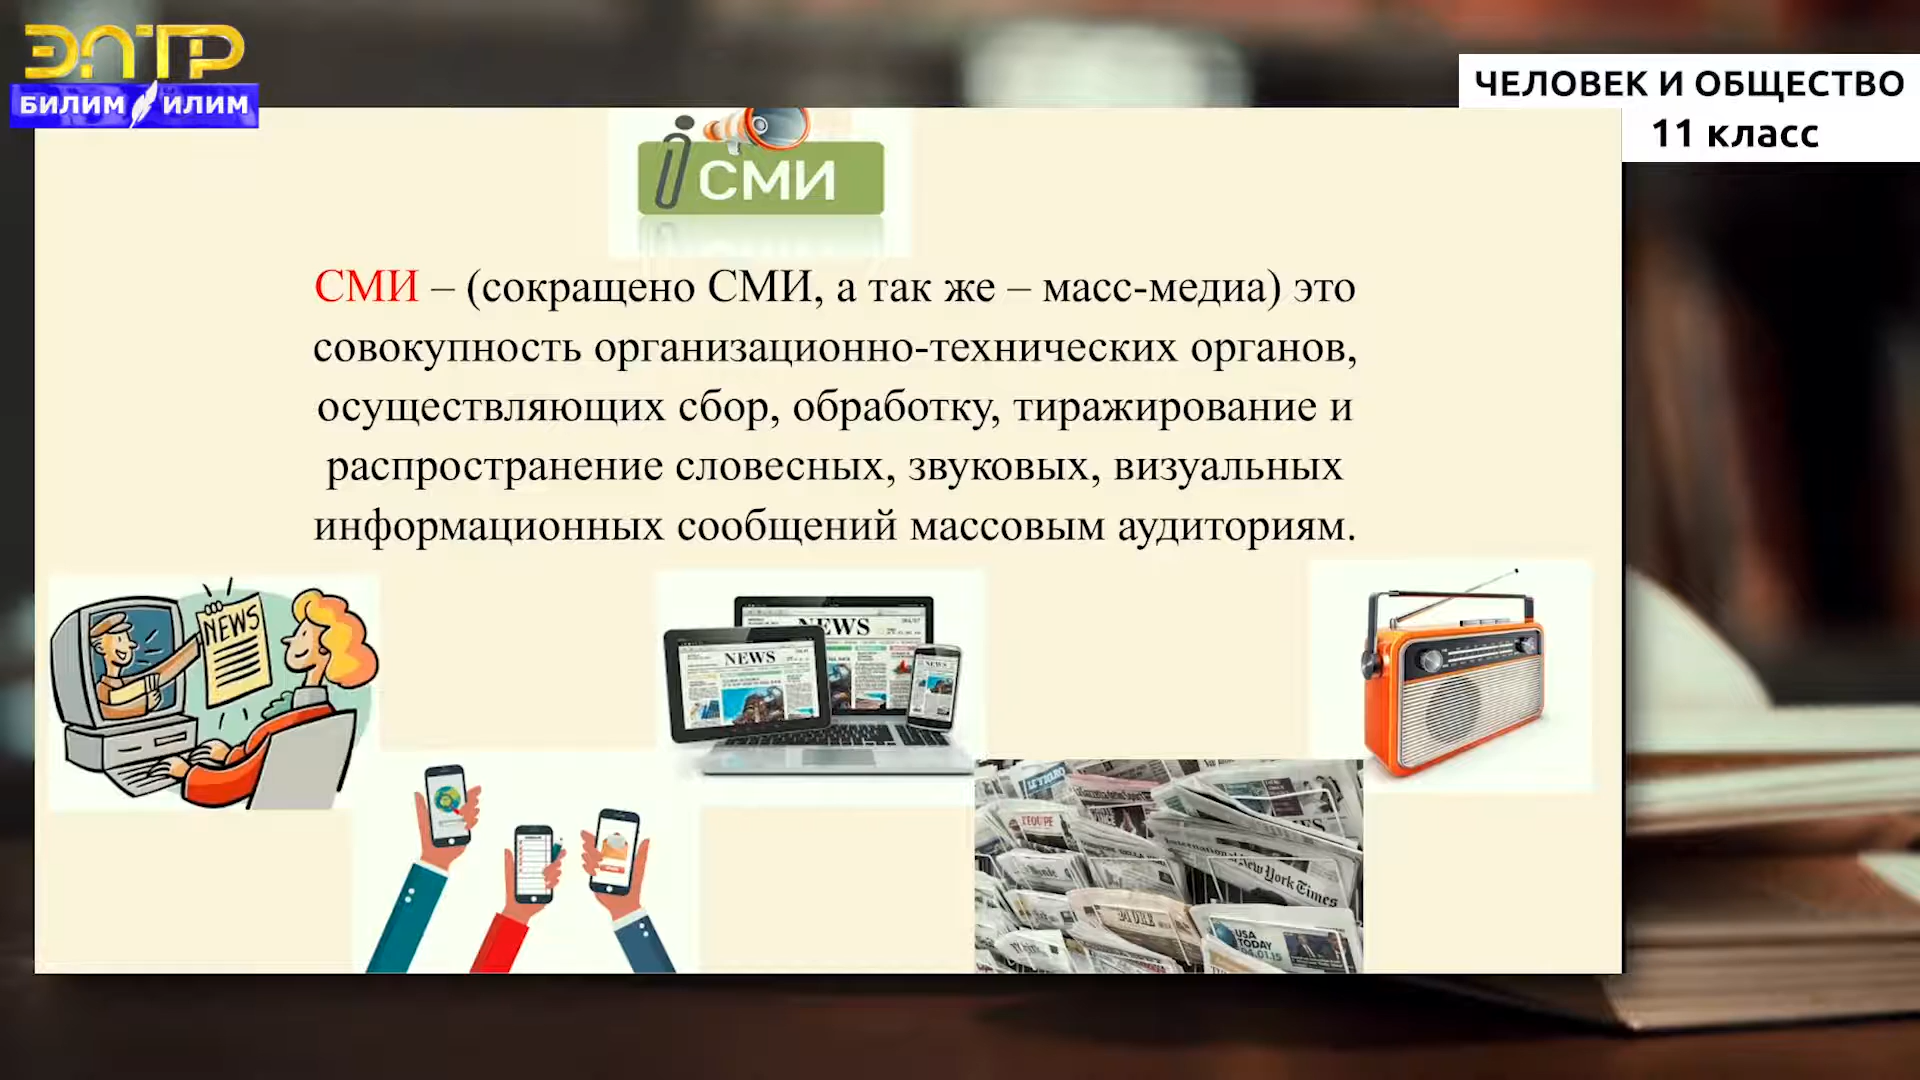 ЭЛТР
БИЛИМ ИЛИМ
ЧЕЛОВЕК И ОБЩЕСТВО
11 класс
СМИ
СМИ – (сокращено СМИ, а так же – масс-медиа) это
совокупность организационно-технических органов,
осуществляющих сбор, обработку, тиражирование и
распространение словесных, звуковых, визуальных
информационных сообщений массовым аудиториям.
NEWS
NEWS
NEWS
NEWS
L'EQUIPE
New York Times
USA
TODAY